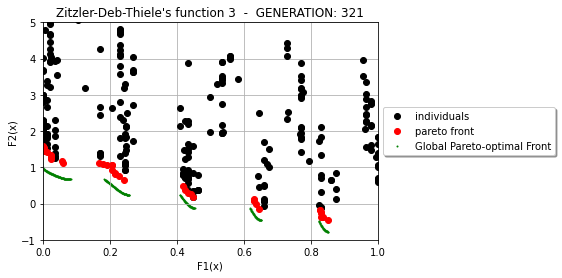 Zitzler-Deb-Thiele's function 3 - GENERATION: 321
5
4
3
2
1
0
−1
F2(x)
0.0 0.2 0.4 0.6 0.8 1.0
F1(x)
individuals
pareto front
Global Pareto-optimal Front